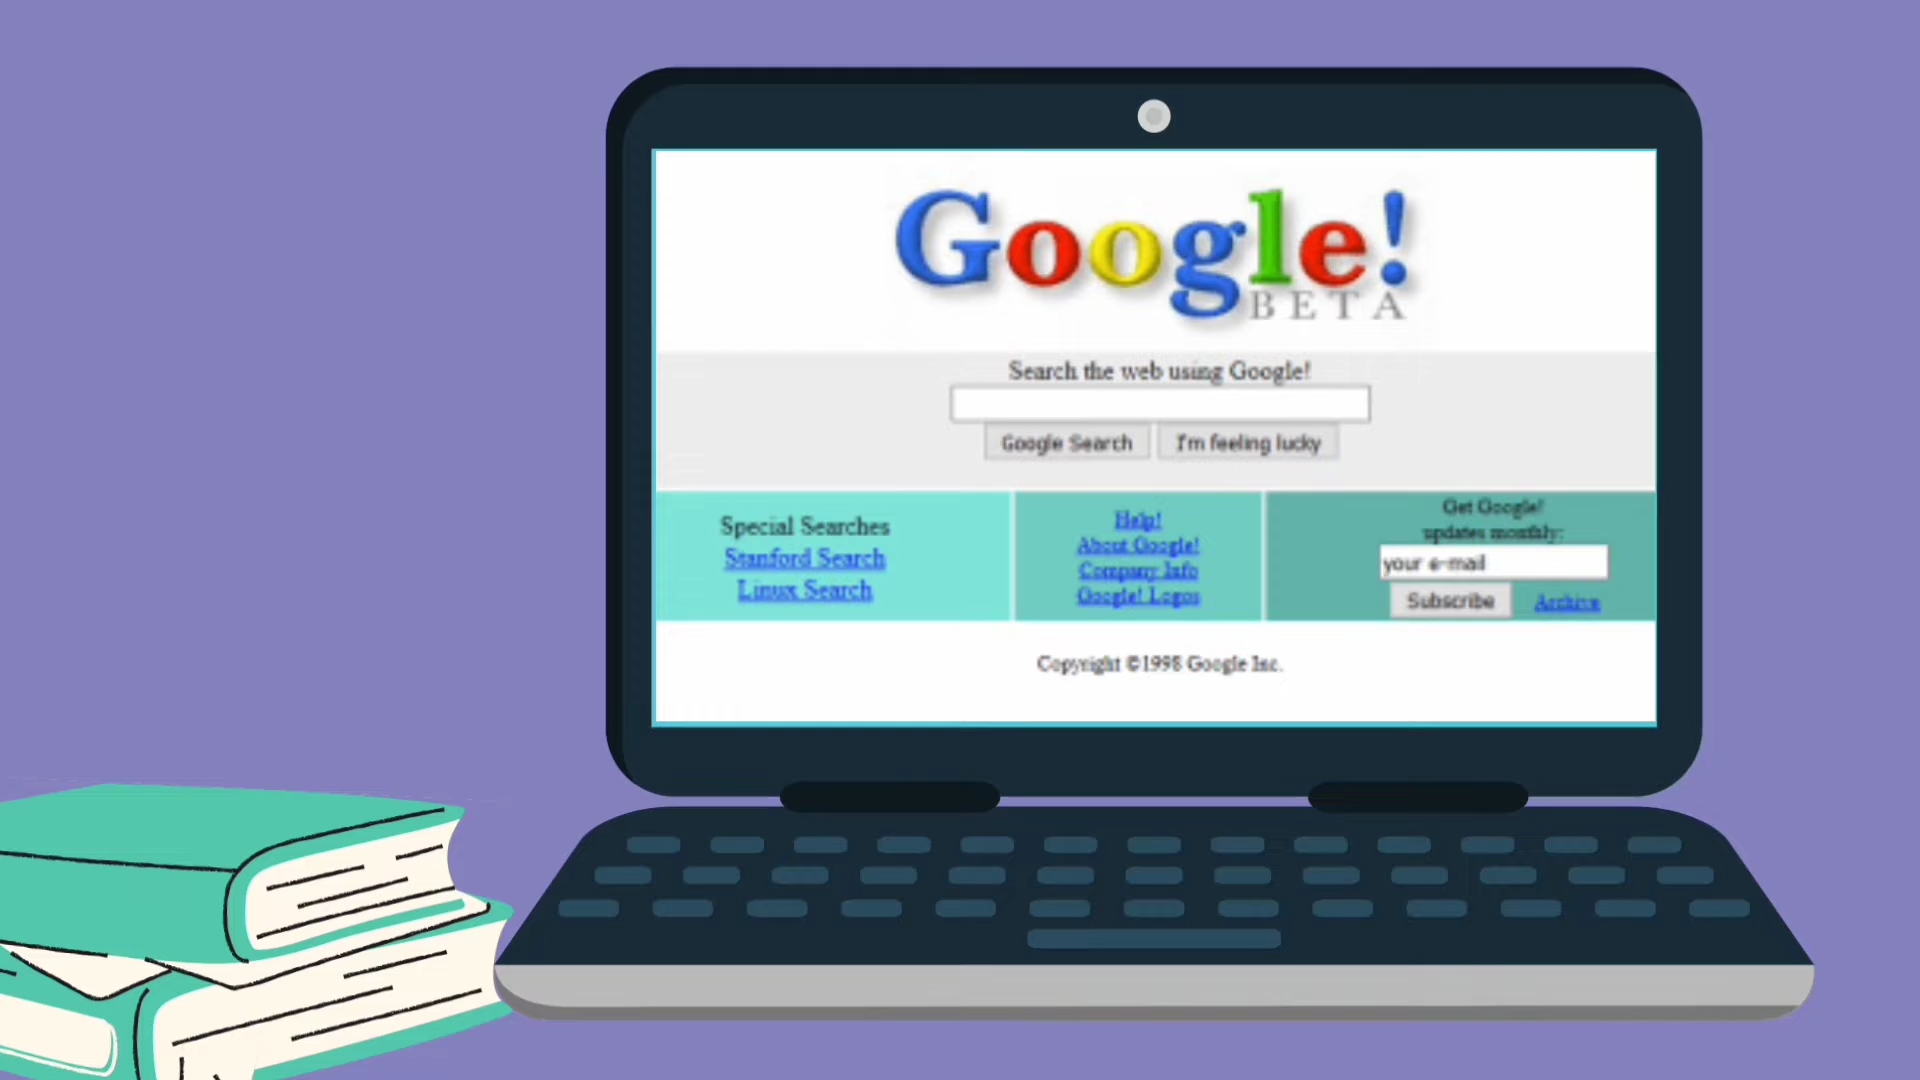 Google!
BETA
Search the web using Google!
Google Search I'm feeling lucky
Special Searches
Stanford Search
Linux Search
Help!
About Google!
Company Info
Google! Logos
Get Google!
updates monthly:
your e-mail
Subscribe Archive
Copyright ©1998 Google Inc.